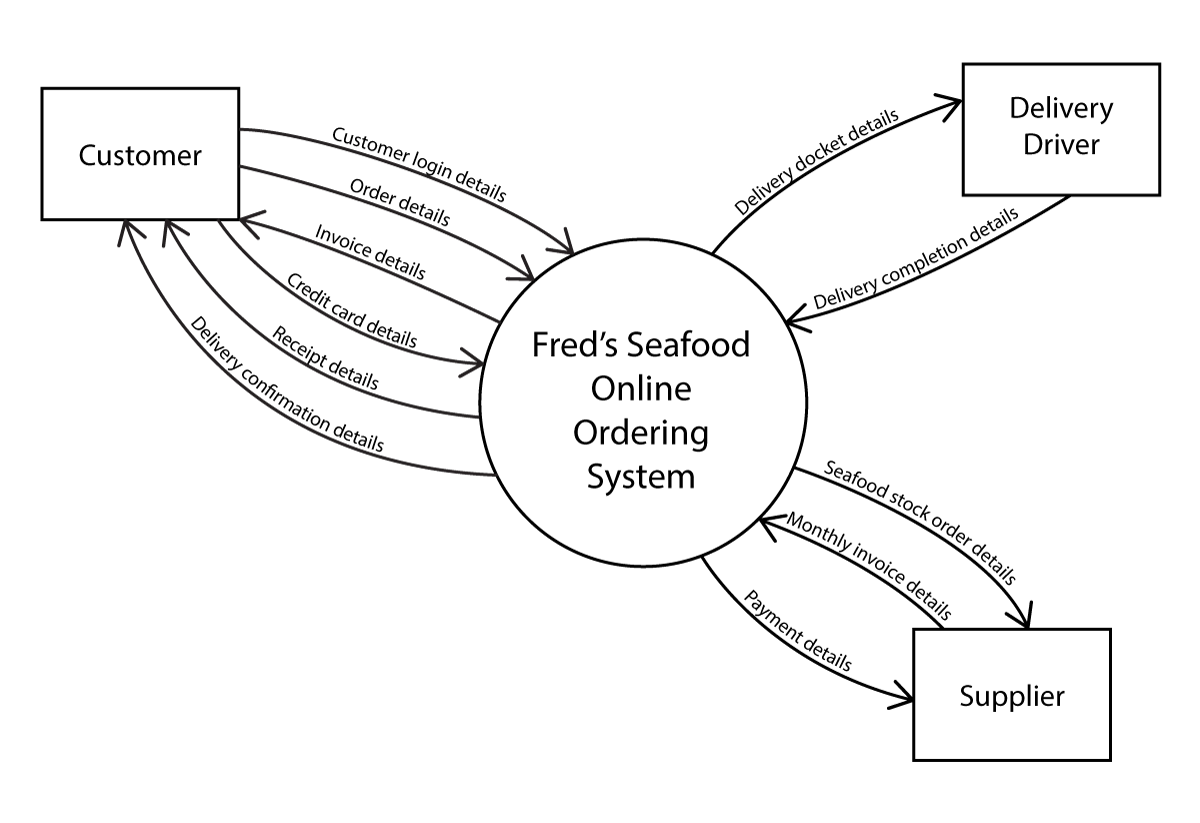 Customer
Customer login details
Order details
Invoice details
Credit card details
Receipt details
Delivery confirmation details
Fred’s Seafood
Online
Ordering
System
Delivery docket details
Delivery
Driver
Delivery completion details
Seafood stock order details
Monthly invoice details
Payment details
Supplier